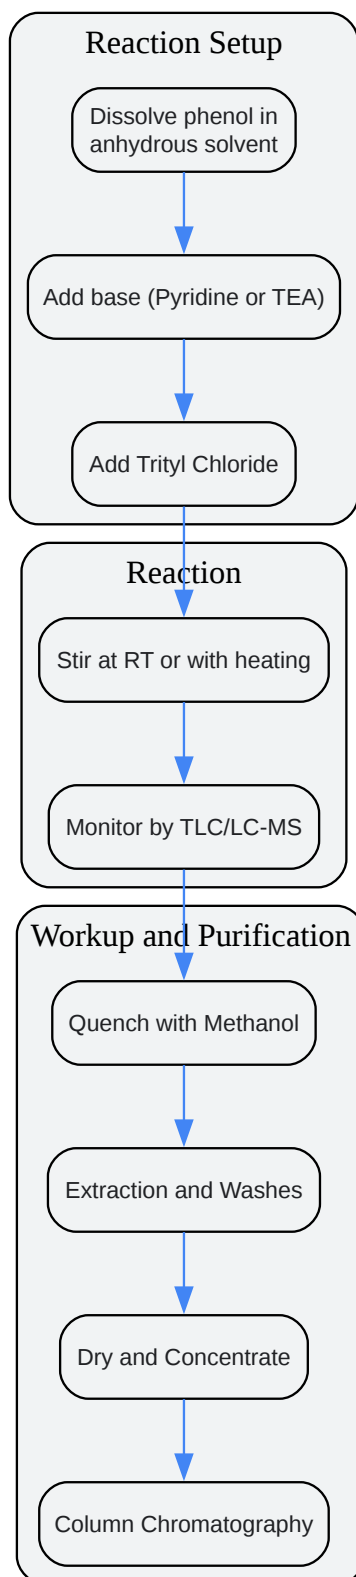 Reaction Setup
Dissolve phenol in
anhydrous solvent
Add base (Pyridine or TEA)
Add Trityl Chloride
Reaction
Stir at RT or with heating
Monitor by TLC/LC-MS
Workup and Purification
Quench with Methanol
Extraction and Washes
Dry and Concentrate
Column Chromatography